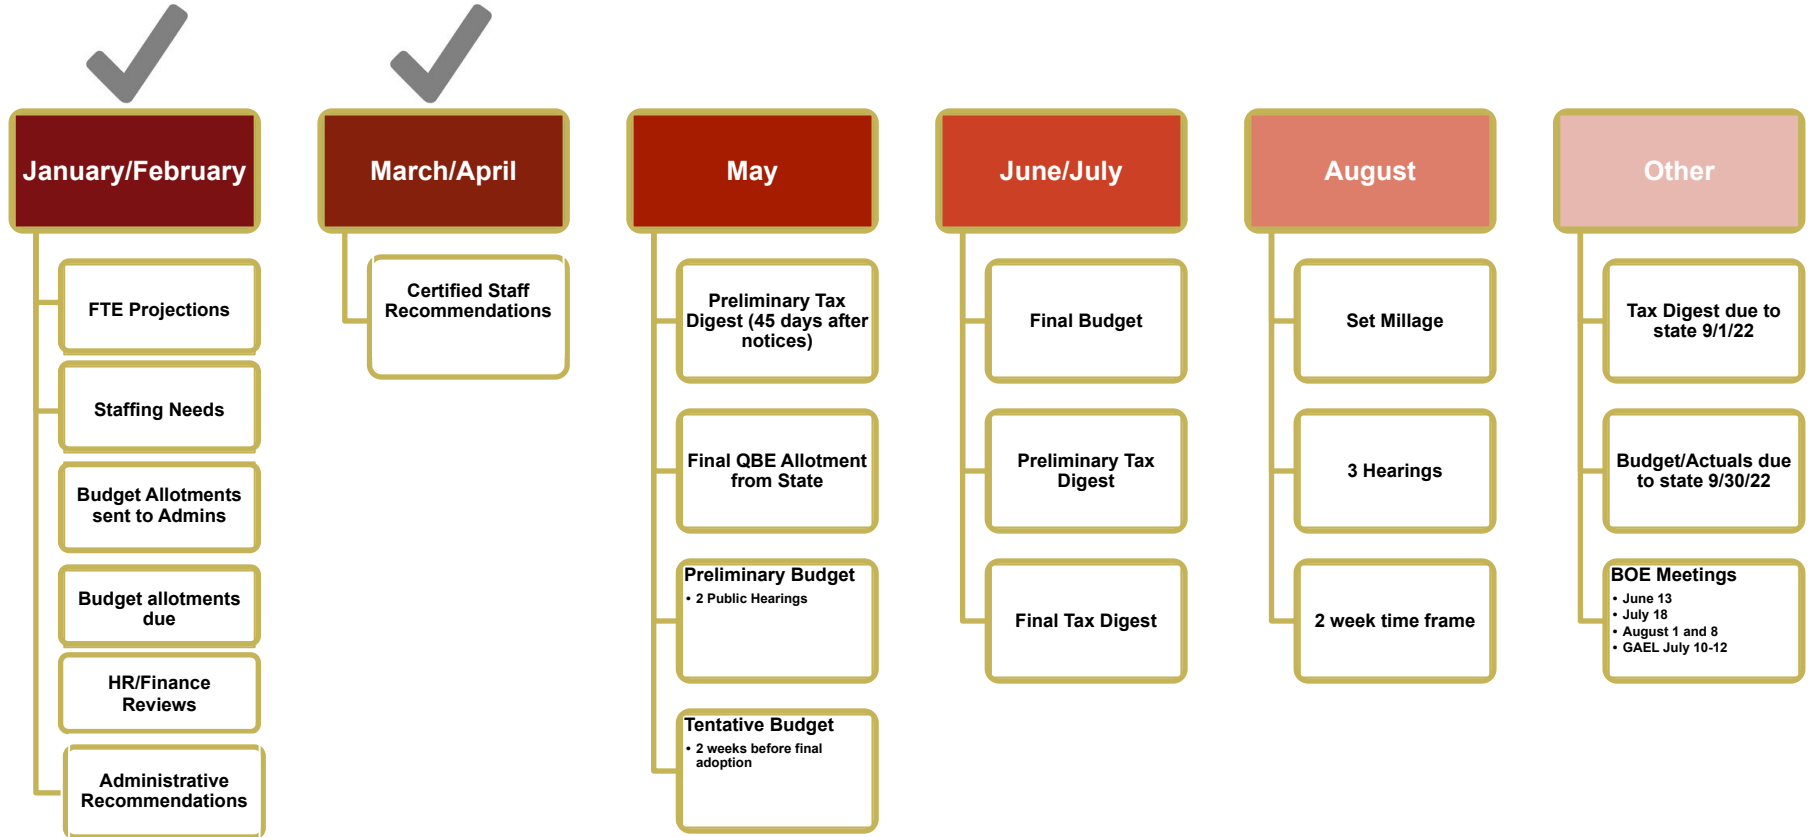 January/February
FTE Projections
Staffing Needs
Budget Allotments
sent to Admins
Budget allotments
due
HR/Finance
Reviews
Administrative
Recommendations
March/April
Certified Staff
Recommendations
May
Preliminary Tax
Digest (45 days after
notices)
Final QBE Allotment
from State
Preliminary Budget
• 2 Public Hearings
Tentative Budget
• 2 weeks before final
adoption
June/July
Final Budget
Preliminary Tax
Digest
Final Tax Digest
August
Set Millage
3 Hearings
2 week time frame
Other
Tax Digest due to
state 9/1/22
Budget/Actuals due
to state 9/30/22
BOE Meetings
• June 13
• July 18
• August 1 and 8
• GAEL July 10-12